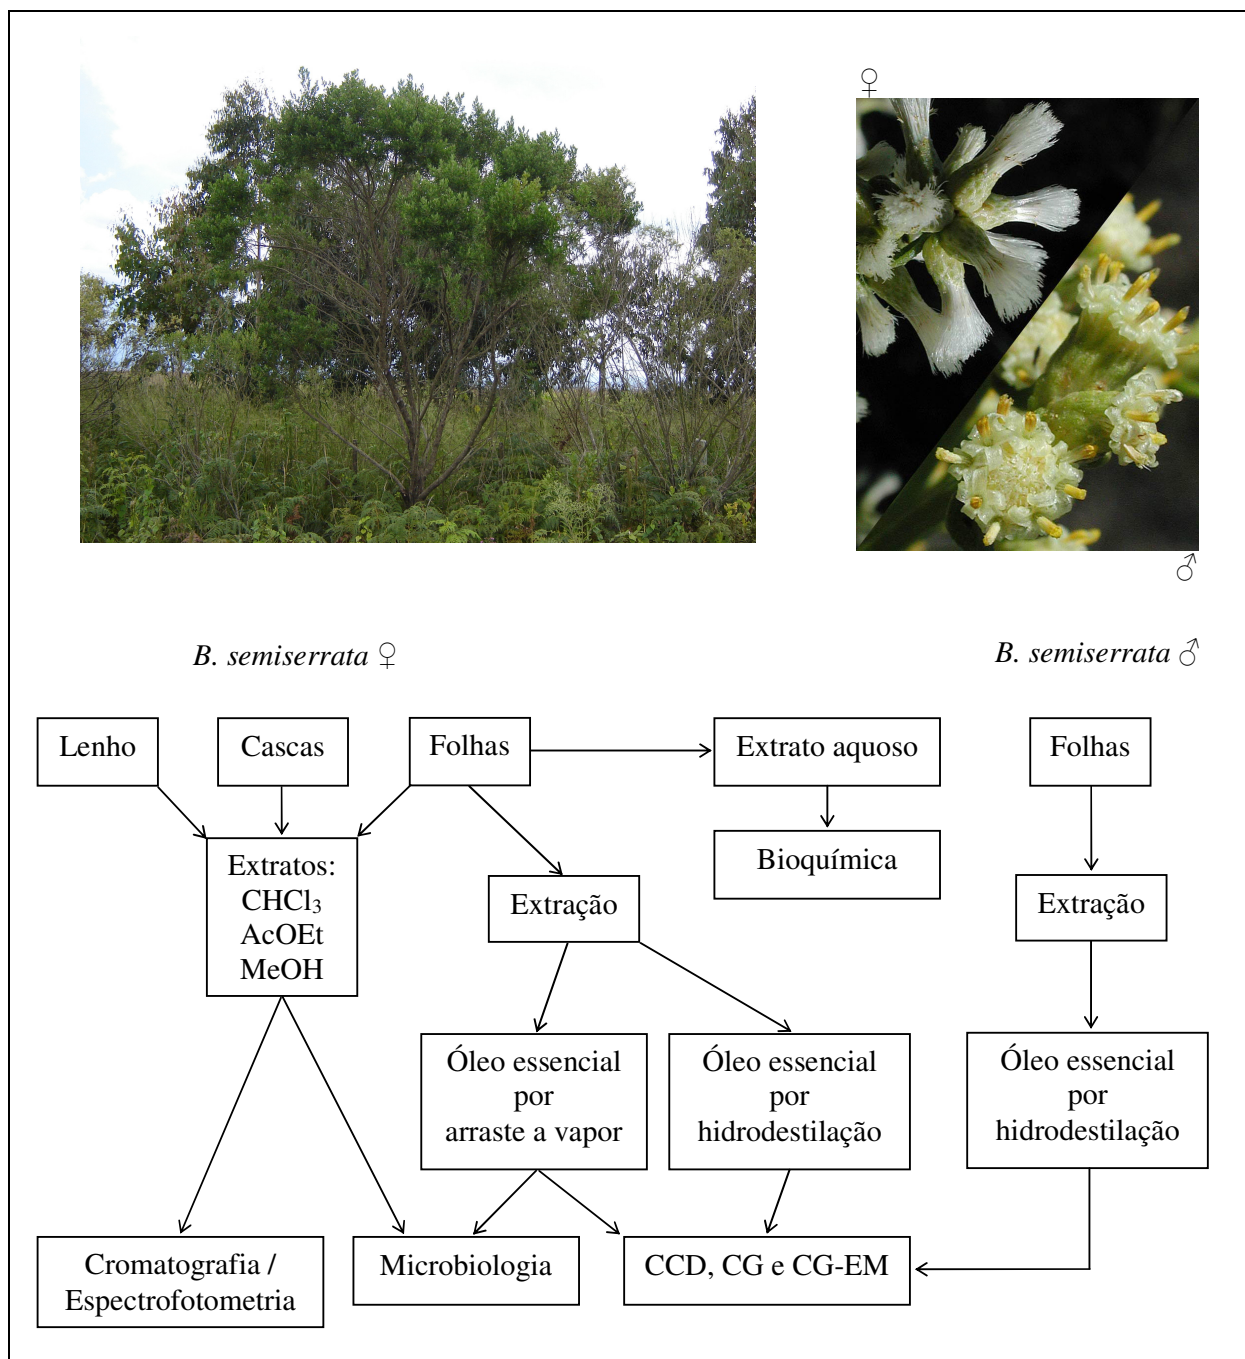 ♀
♂
B. semiserrata ♀
B. semiserrata ♂
Lenho
Cascas
Folhas
Extrato aquoso
Folhas
Bioquímica
Extratos:
CHCl₃
AcOEt
MeOH
Extração
Extração
Óleo essencial
por
arraste a vapor
Óleo essencial
por
hidrodestilação
Óleo essencial
por
hidrodestilação
Cromatografia /
Espectrofotometria
Microbiologia
CCD, CG e CG-EM